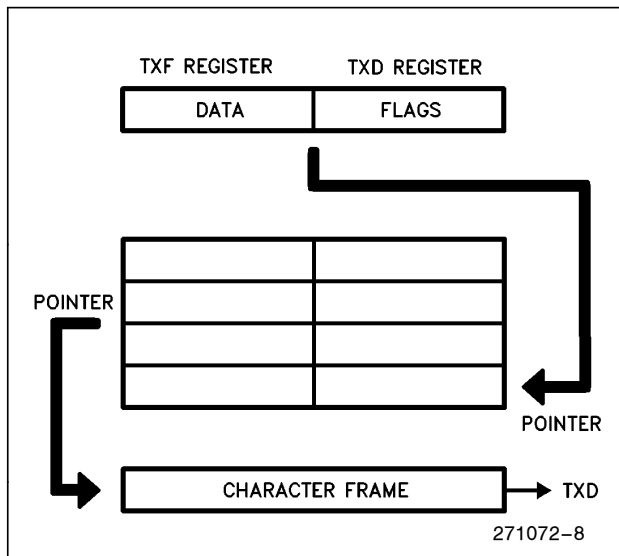 TXF REGISTER TXD REGISTER
DATA FLAGS
POINTER
POINTER
CHARACTER FRAME TXD
271072-8